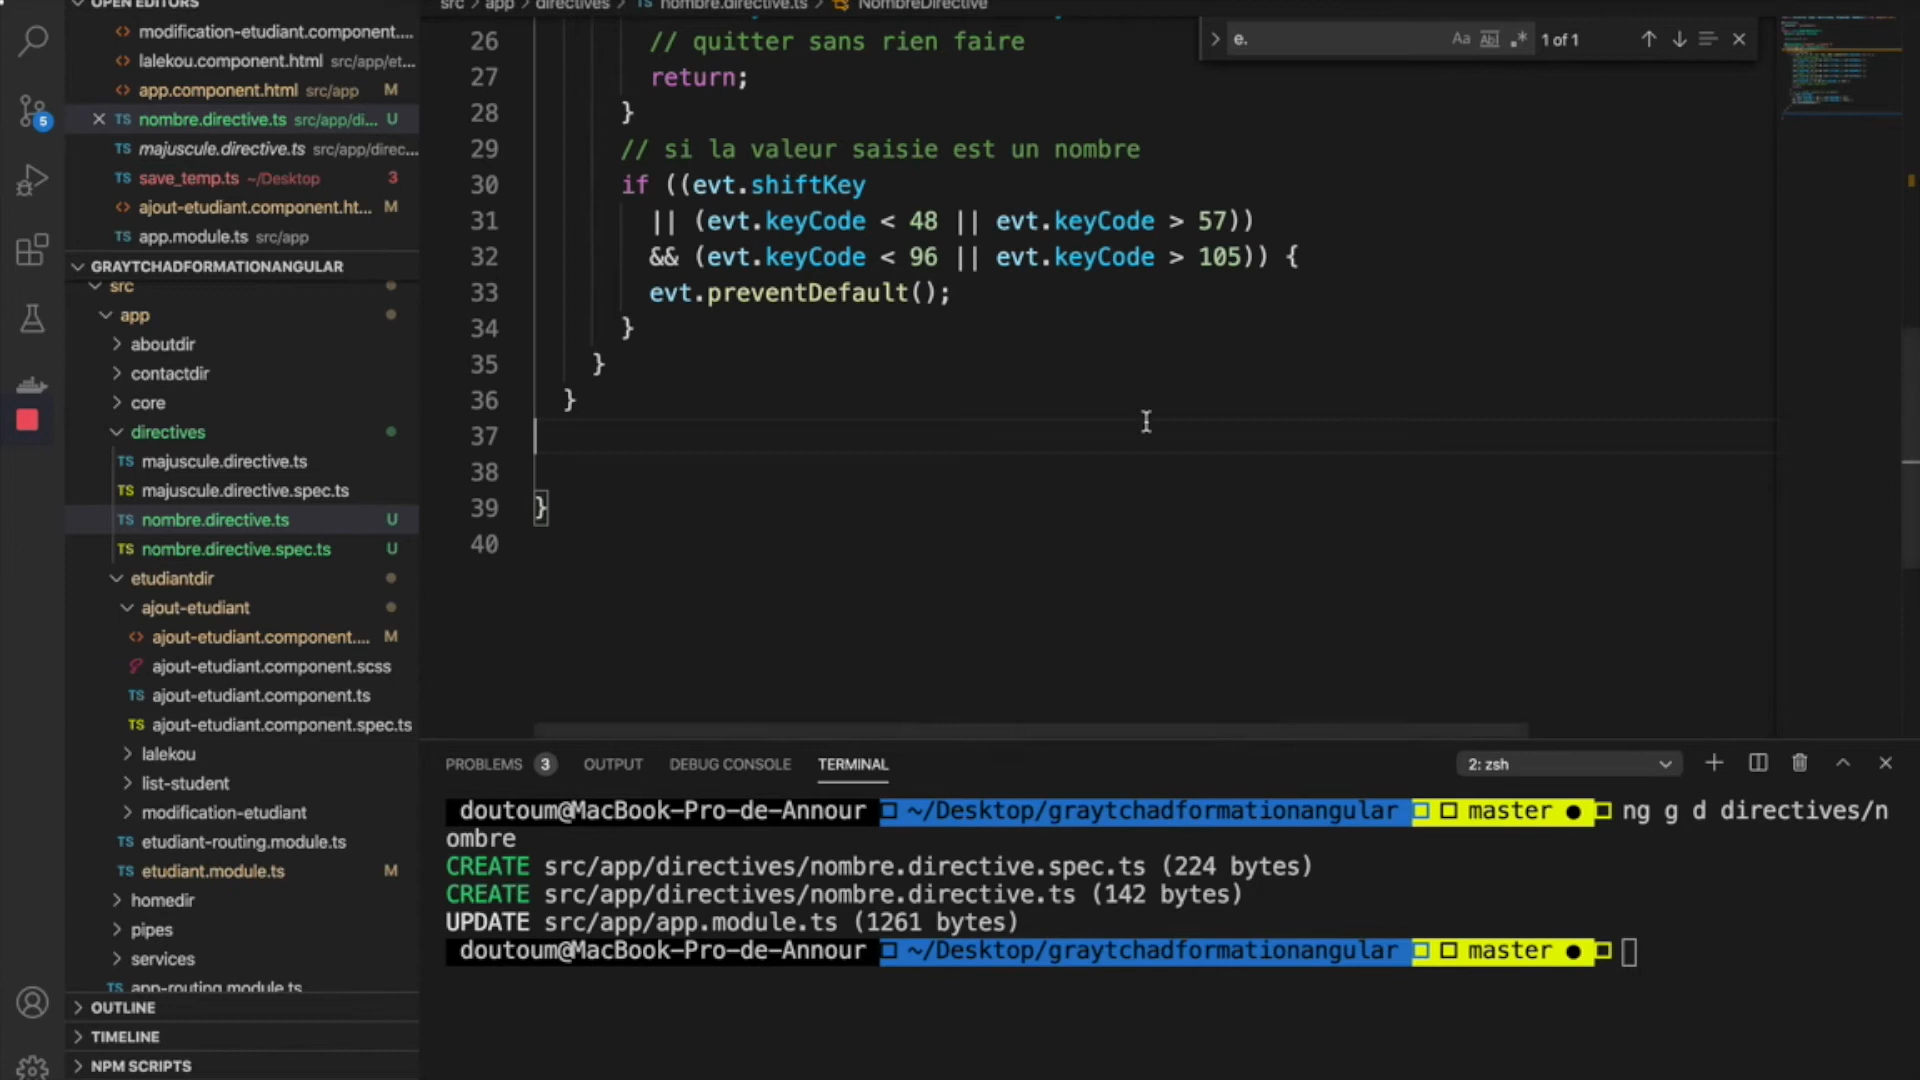 OPEN EDITORS
modification-etudiant.component....
lalekou.component.html src/app/et...
app.component.html src/app M
nombre.directive.ts src/app/di... U
majuscule.directive.ts src/app/direc...
save_temp.ts ~/Desktop 3
ajout-etudiant.component.ht... M
app.module.ts src/app
GRAYTCHADFORMATIONANGULAR
src
app
aboutdir
contactdir
core
directives
majuscule.directive.ts
majuscule.directive.spec.ts
nombre.directive.ts U
nombre.directive.spec.ts U
etudiantdir
ajout-etudiant
ajout-etudiant.component.... M
ajout-etudiant.component.scss
ajout-etudiant.component.ts
ajout-etudiant.component.spec.ts
lalekou
list-student
modification-etudiant
etudiant-routing.module.ts
etudiant.module.ts M
homedir
pipes
services
app-routing.module.ts
OUTLINE
TIMELINE
NPM SCRIPTS
5
src > app > directives > TS nombre.directive.ts > NombreDirective
e. Aa Abl .* 1 of 1
26 // quitter sans rien faire
27 return;
28 }
29 // si la valeur saisie est un nombre
30 if ((evt.shiftKey
31 || (evt.keyCode < 48 || evt.keyCode > 57))
32 && (evt.keyCode < 96 || evt.keyCode > 105)) {
33 evt.preventDefault();
34 }
35 }
36 }
37
38
39 }
40
PROBLEMS 3 OUTPUT DEBUG CONSOLE TERMINAL 2: zsh
doutoum@MacBook-Pro-de-Annour ~/Desktop/graytchadformationangular master ● ng g d directives/n
ombre
CREATE src/app/directives/nombre.directive.spec.ts (224 bytes)
CREATE src/app/directives/nombre.directive.ts (142 bytes)
UPDATE src/app/app.module.ts (1261 bytes)
doutoum@MacBook-Pro-de-Annour ~/Desktop/graytchadformationangular master ●